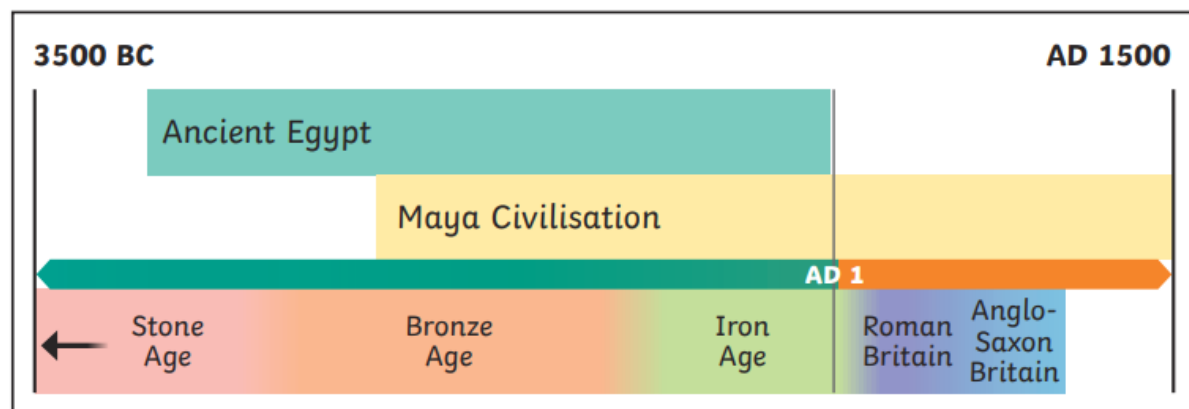 3500 BC
AD 1500
Ancient Egypt
Maya Civilisation
AD 1
Stone
Age
Bronze
Age
Iron
Age
Roman
Britain
Anglo-
Saxon
Britain